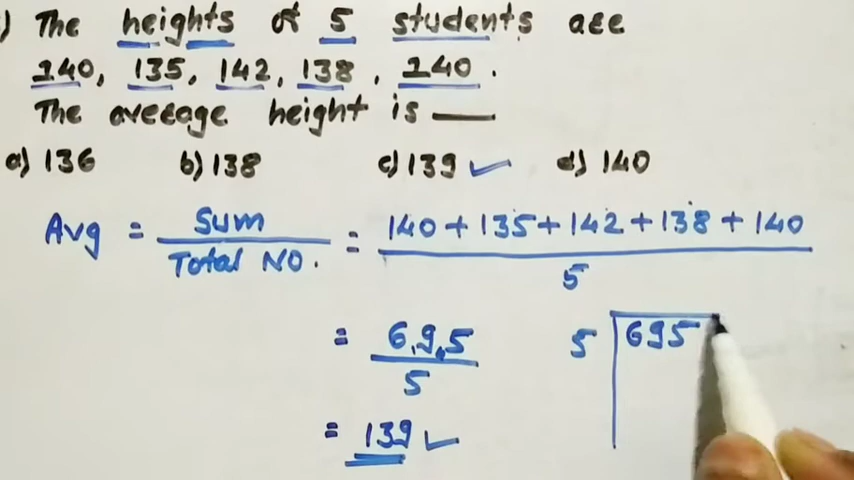 ) The heights of 5 students are
140, 135, 142, 138, 140.
The average height is ___
a) 136 b) 138 c) 139 ✓ d) 140
Avg = Sum / Total NO. = 140 + 135 + 142 + 138 + 140 / 5
= 695 / 5
5 695
= 139 ✓